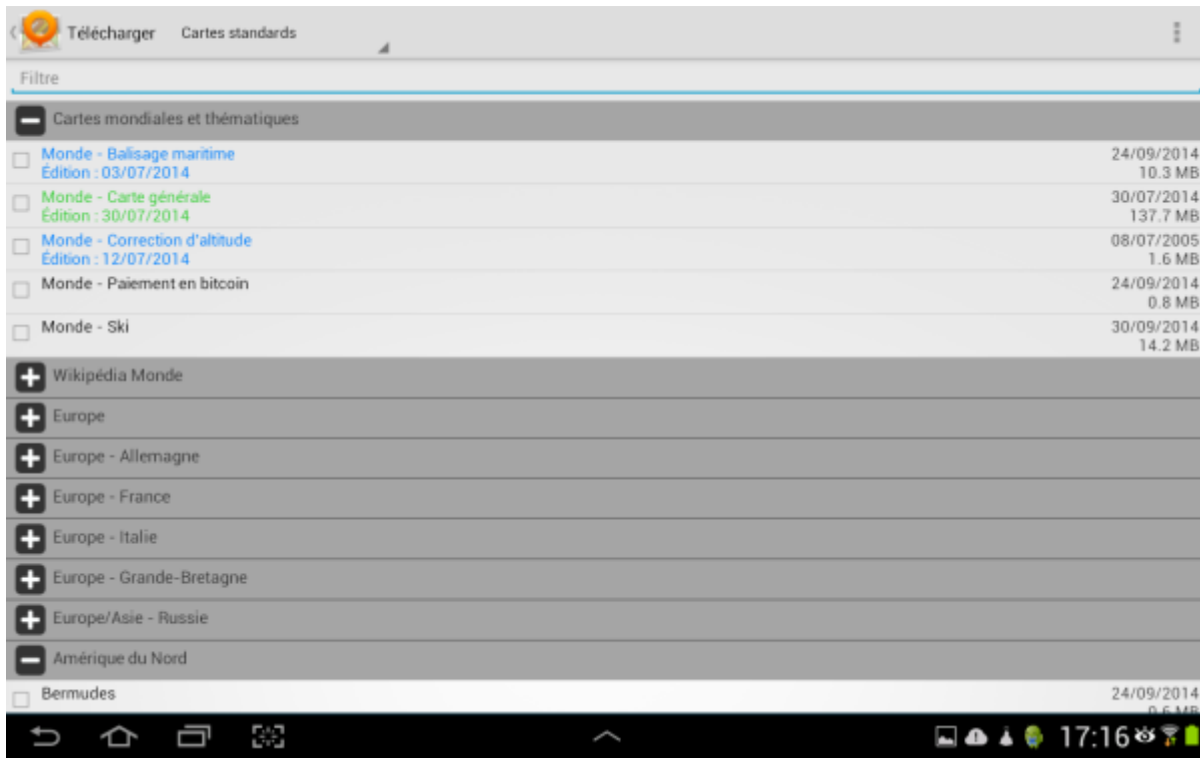 Télécharger Cartes standards
Filtre
Cartes mondiales et thématiques
Monde - Balisage maritime 24/09/2014
Édition : 03/07/2014 10.3 MB
Monde - Carte générale 30/07/2014
Édition : 30/07/2014 137.7 MB
Monde - Correction d'altitude 08/07/2005
Édition : 12/07/2014 1.6 MB
Monde - Paiement en bitcoin 24/09/2014
0.8 MB
Monde - Ski 30/09/2014
14.2 MB
Wikipédia Monde
Europe
Europe - Allemagne
Europe - France
Europe - Italie
Europe - Grande-Bretagne
Europe/Asie - Russie
Amérique du Nord
Bermudes 24/09/2014
0.6 MB
17:16